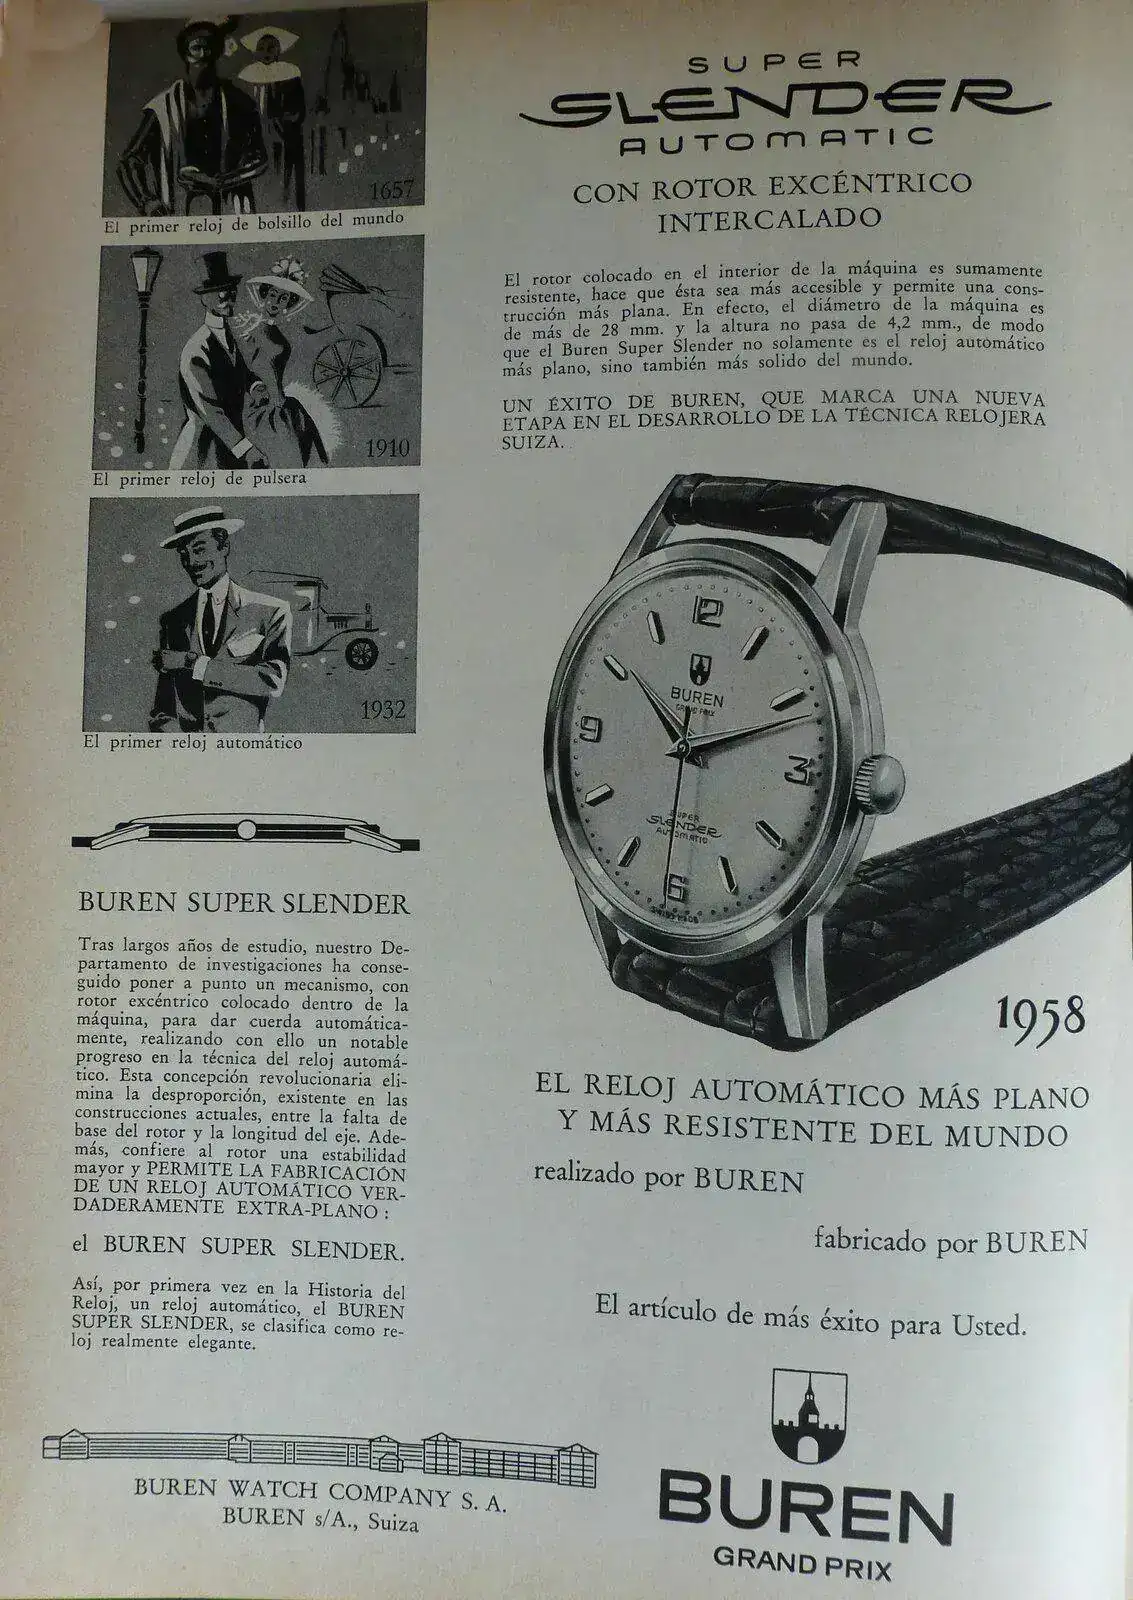 1657
El primer reloj de bolsillo del mundo
1910
El primer reloj de pulsera
1932
El primer reloj automático
BUREN SUPER SLENDER
Tras largos años de estudio, nuestro De-
partamento de investigaciones ha conse-
guido poner a punto un mecanismo, con
rotor excéntrico colocado dentro de la
máquina, para dar cuerda automática-
mente, realizando con ello un notable
progreso en la técnica del reloj automá-
tico. Esta concepción revolucionaria eli-
mina la desproporción, existente en las
construcciones actuales, entre la falta de
base del rotor y la longitud del eje. Ade-
más, confiere al rotor una estabilidad
mayor y PERMITE LA FABRICACIÓN
DE UN RELOJ AUTOMÁTICO VER-
DADERAMENTE EXTRA-PLANO :
el BUREN SUPER SLENDER.
Así, por primera vez en la Historia del
Reloj, un reloj automático, el BUREN
SUPER SLENDER, se clasifica como re-
loj realmente elegante.
BUREN WATCH COMPANY S. A.
BUREN s/A., Suiza
SUPER
SLENDER
AUTOMATIC
CON ROTOR EXCÉNTRICO
INTERCALADO
El rotor colocado en el interior de la máquina es sumamente
resistente, hace que ésta sea más accesible y permite una cons-
trucción más plana. En efecto, el diámetro de la máquina es
de más de 28 mm. y la altura no pasa de 4,2 mm., de modo
que el Buren Super Slender no solamente es el reloj automático
más plano, sino también más solido del mundo.
UN ÉXITO DE BUREN, QUE MARCA UNA NUEVA
ETAPA EN EL DESARROLLO DE LA TÉCNICA RELOJERA
SUIZA.
12
BUREN
GRAND PRIX
9
3
SUPER
SLENDER
AUTOMATIC
6
SWISS MADE
1958
EL RELOJ AUTOMÁTICO MÁS PLANO
Y MÁS RESISTENTE DEL MUNDO
realizado por BUREN
fabricado por BUREN
El artículo de más éxito para Usted.
BUREN
GRAND PRIX